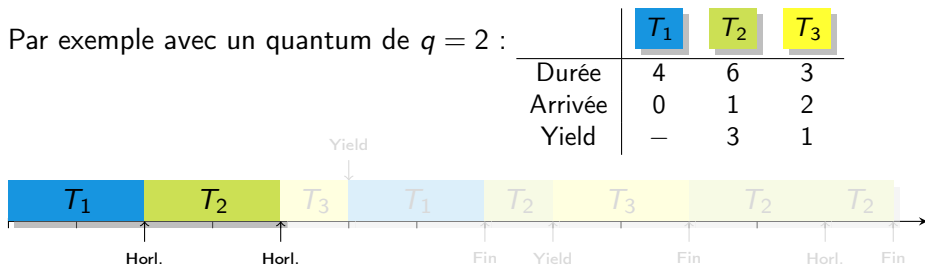 Par exemple avec un quantum de q = 2 :
T1 T2 T3
Durée 4 6 3
Arrivée 0 1 2
Yield − 3 1
Yield
T1 T2 T3 T1 T2 T3 T2 T2
Horl. Horl. Fin Yield Fin Horl. Fin